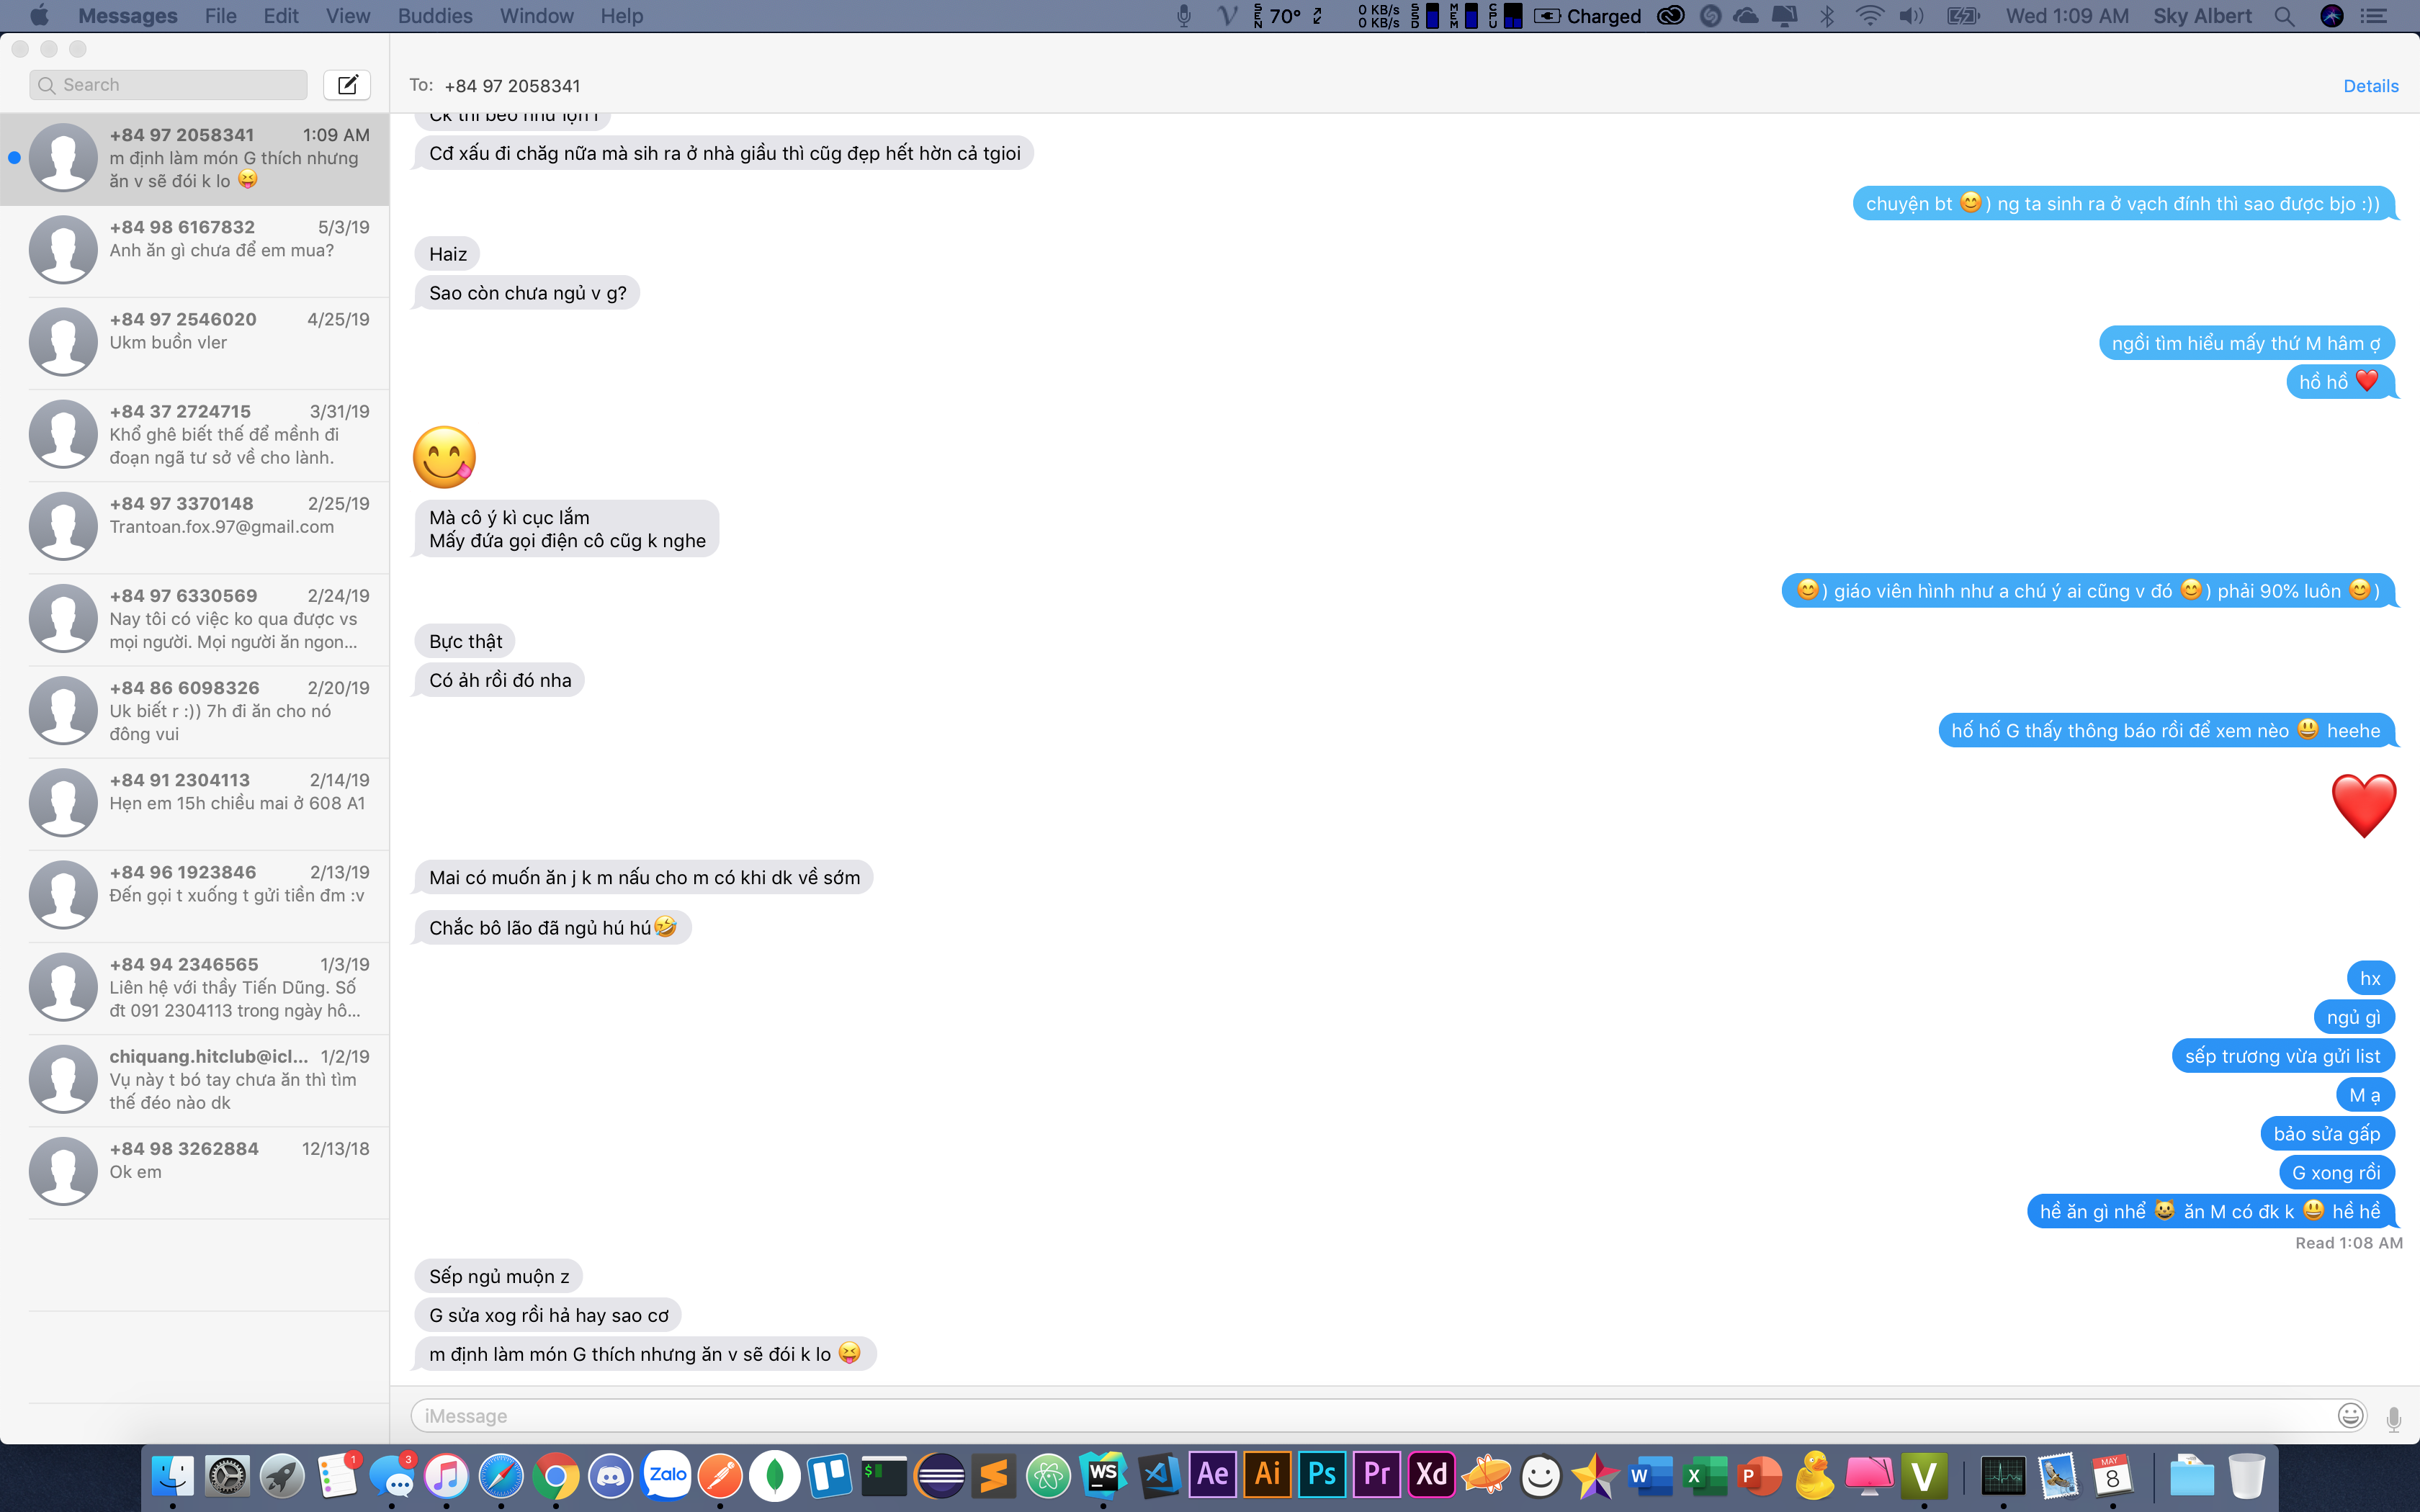 Messages File Edit View Buddies Window Help
SEN 70° 0 KB/s 0 KB/s SSD MEM CPU Charged Wed 1:09 AM Sky Albert
Search
+84 97 2058341 1:09 AM
m định làm món G thích nhưng
ăn v sẽ đói k lo 😝
+84 98 6167832 5/3/19
Anh ăn gì chưa để em mua?
+84 97 2546020 4/25/19
Ukm buồn vler
+84 37 2724715 3/31/19
Khổ ghê biết thế để mềnh đi
đoạn ngã tư sở về cho lành.
+84 97 3370148 2/25/19
Trantoan.fox.97@gmail.com
+84 97 6330569 2/24/19
Nay tôi có việc ko qua được vs
mọi người. Mọi người ăn ngon...
+84 86 6098326 2/20/19
Uk biết r :)) 7h đi ăn cho nó
đông vui
+84 91 2304113 2/14/19
Hẹn em 15h chiều mai ở 608 A1
+84 96 1923846 2/13/19
Đến gọi t xuống t gửi tiền đm :v
+84 94 2346565 1/3/19
Liên hệ với thầy Tiến Dũng. Số
đt 091 2304113 trong ngày hô...
chiquang.hitclub@icl... 1/2/19
Vụ này t bó tay chưa ăn thì tìm
thế đéo nào dk
+84 98 3262884 12/13/18
Ok em
To: +84 97 2058341
Details
Cđ xấu đi chăg nữa mà sih ra ở nhà giầu thì cũg đẹp hết hờn cả tgioi
chuyện bt 😊) ng ta sinh ra ở vạch đính thì sao được bjo :))
Haiz
Sao còn chưa ngủ v g?
ngồi tìm hiểu mấy thứ M hâm ợ
hồ hồ ❤️
😋
Mà cô ý kì cục lắm
Mấy đứa gọi điện cô cũg k nghe
😊) giáo viên hình như a chú ý ai cũng v đó 😊) phải 90% luôn 😊)
Bực thật
Có ảh rồi đó nha
hố hố G thấy thông báo rồi để xem nèo 😃 heehe
❤️
Mai có muốn ăn j k m nấu cho m có khi dk về sớm
Chắc bô lão đã ngủ hú hú🤣
hx
ngủ gì
sếp trương vừa gửi list
M ạ
bảo sửa gấp
G xong rồi
hề ăn gì nhể 😺 ăn M có đk k 😃 hề hề
Read 1:08 AM
Sếp ngủ muộn z
G sửa xog rồi hả hay sao cơ
m định làm món G thích nhưng ăn v sẽ đói k lo 😝
iMessage
1 3 Zalo $ WS Ae Ai Ps Pr Xd W X P V MAY 8